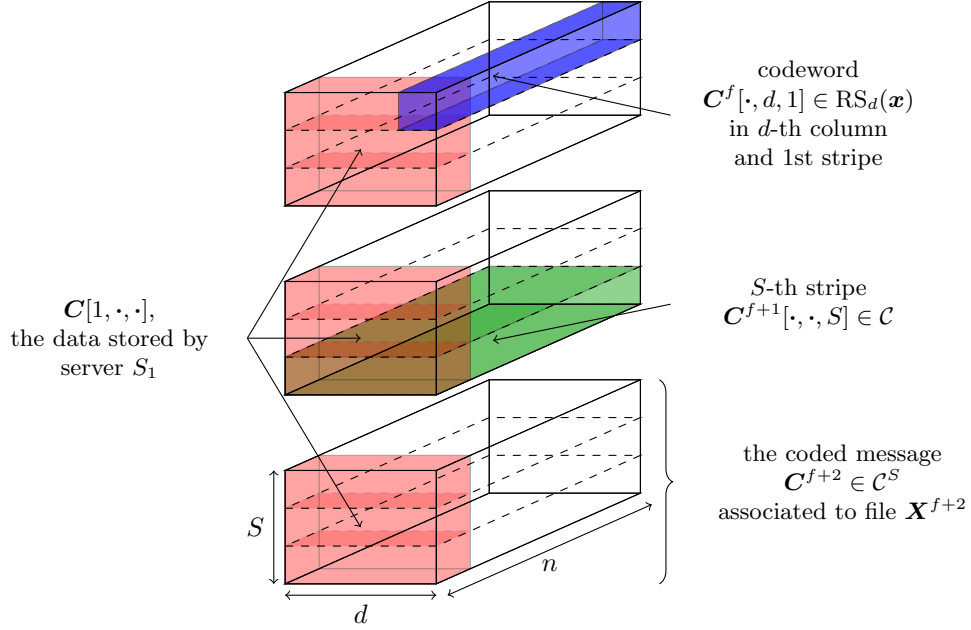 codeword
C^f[·, d, 1] ∈ RS_d(x)
in d-th column
and 1st stripe
C[1, ·, ·],
the data stored by
server S_1
S-th stripe
C^{f+1}[·, ·, S] ∈ 𝒞
the coded message
C^{f+2} ∈ 𝒞^S
associated to file X^{f+2}
S
d
n